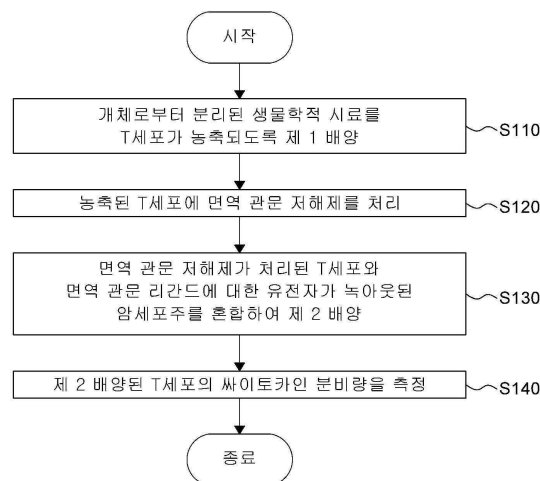 시작
개체로부터 분리된 생물학적 시료를
T세포가 농축되도록 제 1 배양
S110
농축된 T세포에 면역 관문 저해제를 처리
S120
면역 관문 저해제가 처리된 T세포와
면역 관문 리간드에 대한 유전자가 녹아웃된
암세포주를 혼합하여 제 2 배양
S130
제 2 배양된 T세포의 싸이토카인 분비량을 측정
S140
종료